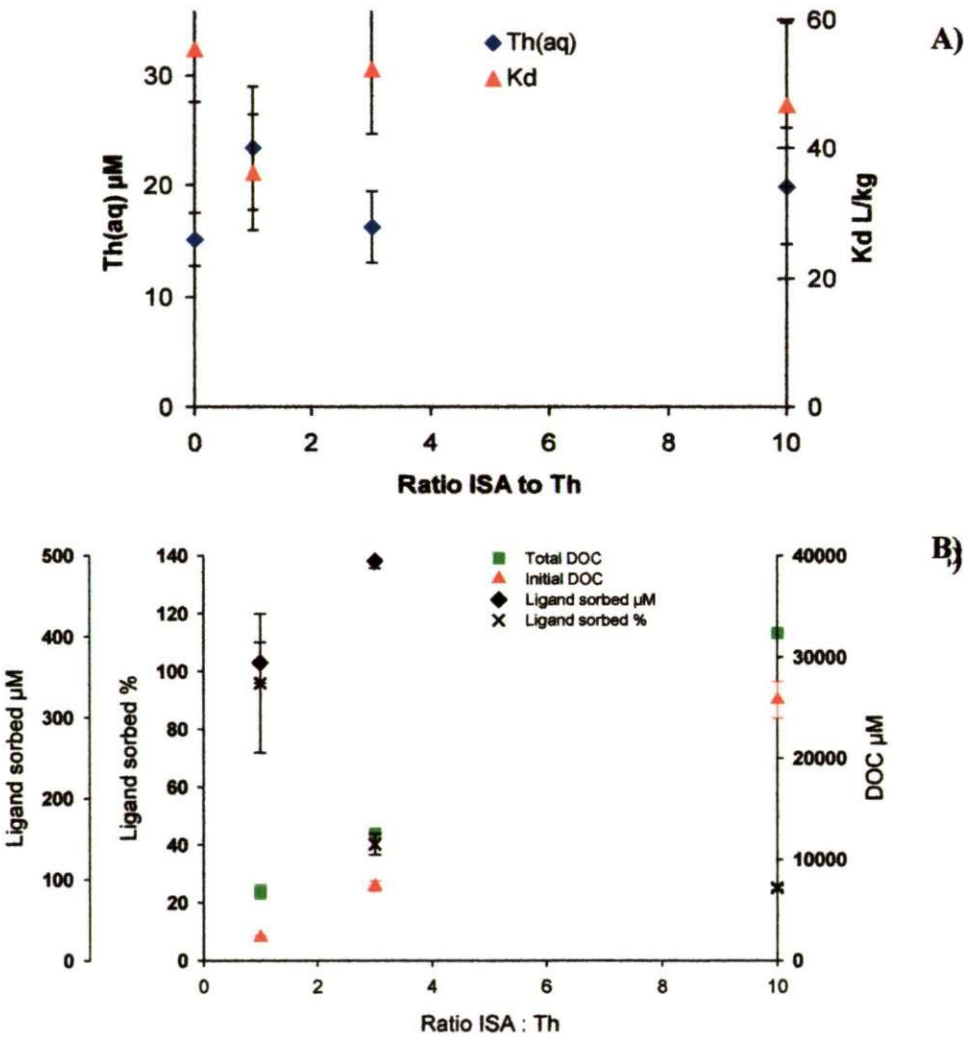 A)
Th(aq)
Kd
Th(aq) µM
30
20
10
0
60
40
20
0
Kd L/kg
0 2 4 6 8 10
Ratio ISA to Th
B)
Total DOC
Initial DOC
Ligand sorbed µM
Ligand sorbed %
Ligand sorbed µM
500
400
300
200
100
0
Ligand sorbed %
140
120
100
80
60
40
20
0
40000
30000
20000
10000
0
DOC µM
0 2 4 6 8 10
Ratio ISA : Th